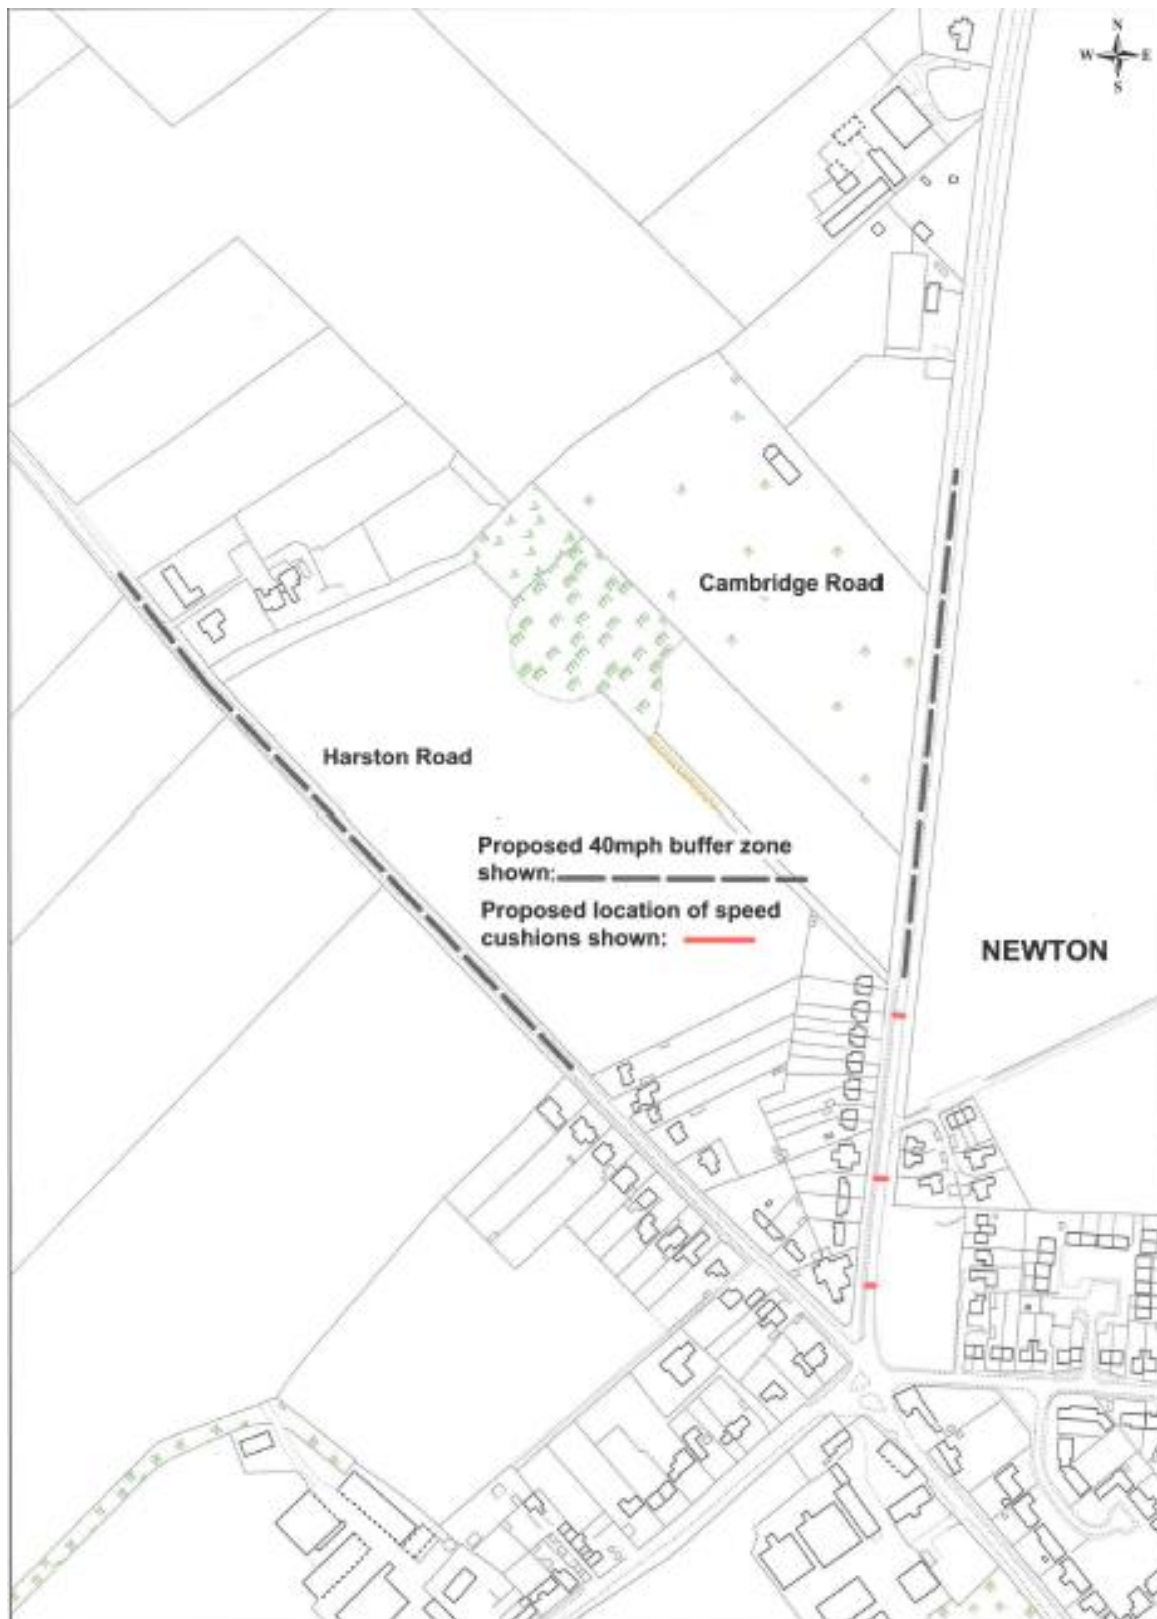 N
W E
S
Cambridge Road
Harston Road
Proposed 40mph buffer zone
shown:
Proposed location of speed
cushions shown:
NEWTON